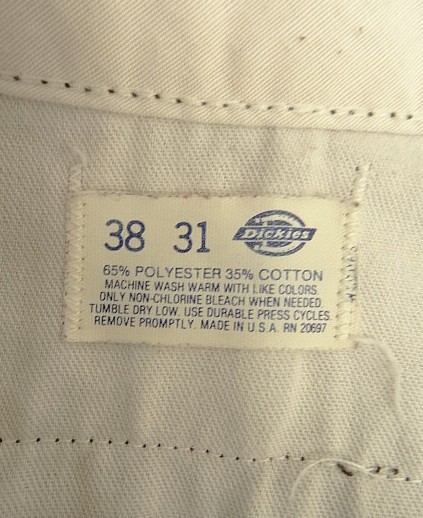 38 31 Dickies
65% POLYESTER 35% COTTON
MACHINE WASH WARM WITH LIKE COLORS.
ONLY NON-CHLORINE BLEACH WHEN NEEDED.
TUMBLE DRY LOW. USE DURABLE PRESS CYCLES.
REMOVE PROMPTLY. MADE IN U.S.A. RN 20697